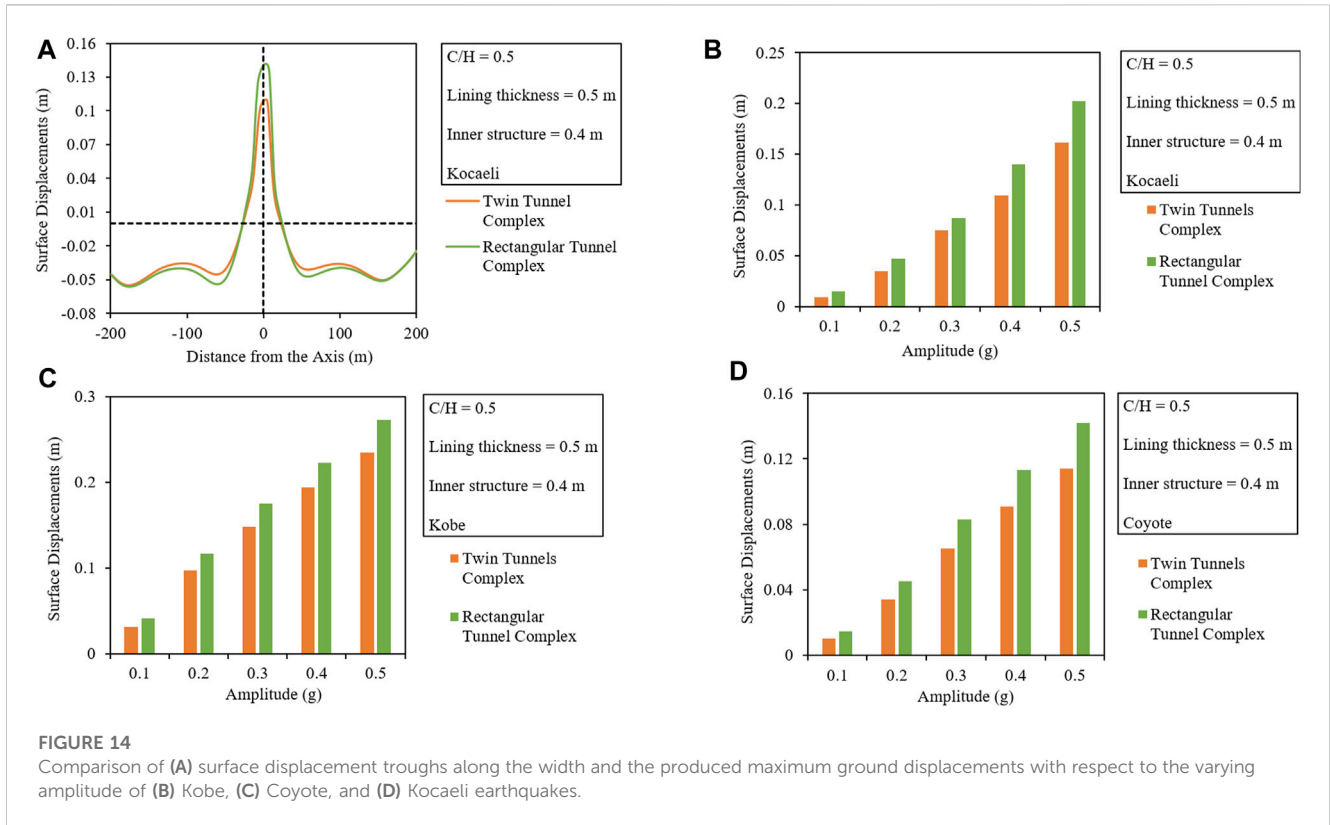 A
Surface Displacements (m)
0.16
0.13
0.1
0.07
0.04
0.01
-0.02
-0.05
-0.08
-200
-100
0
100
200
Distance from the Axis (m)
C/H = 0.5
Lining thickness = 0.5 m
Inner structure = 0.4 m
Kocaeli
Twin Tunnel
Complex
Rectangular Tunnel
Complex
B
Surface Displacements (m)
0.25
0.2
0.15
0.1
0.05
0
0.1
0.2
0.3
0.4
0.5
Amplitude (g)
C/H = 0.5
Lining thickness = 0.5 m
Inner structure = 0.4 m
Kocaeli
Twin Tunnels
Complex
Rectangular
Tunnel Complex
C
Surface Displacements (m)
0.3
0.2
0.1
0
0.1
0.2
0.3
0.4
0.5
Amplitude (g)
C/H = 0.5
Lining thickness = 0.5 m
Inner structure = 0.4 m
Kobe
Twin Tunnels
Complex
Rectangular
Tunnel Complex
D
Surface Displacements (m)
0.16
0.12
0.08
0.04
0
0.1
0.2
0.3
0.4
0.5
Amplitude (g)
C/H = 0.5
Lining thickness = 0.5 m
Inner structure = 0.4 m
Coyote
Twin Tunnels
Complex
Rectangular
Tunnel Complex
FIGURE 14
Comparison of (A) surface displacement troughs along the width and the produced maximum ground displacements with respect to the varying
amplitude of (B) Kobe, (C) Coyote, and (D) Kocaeli earthquakes.